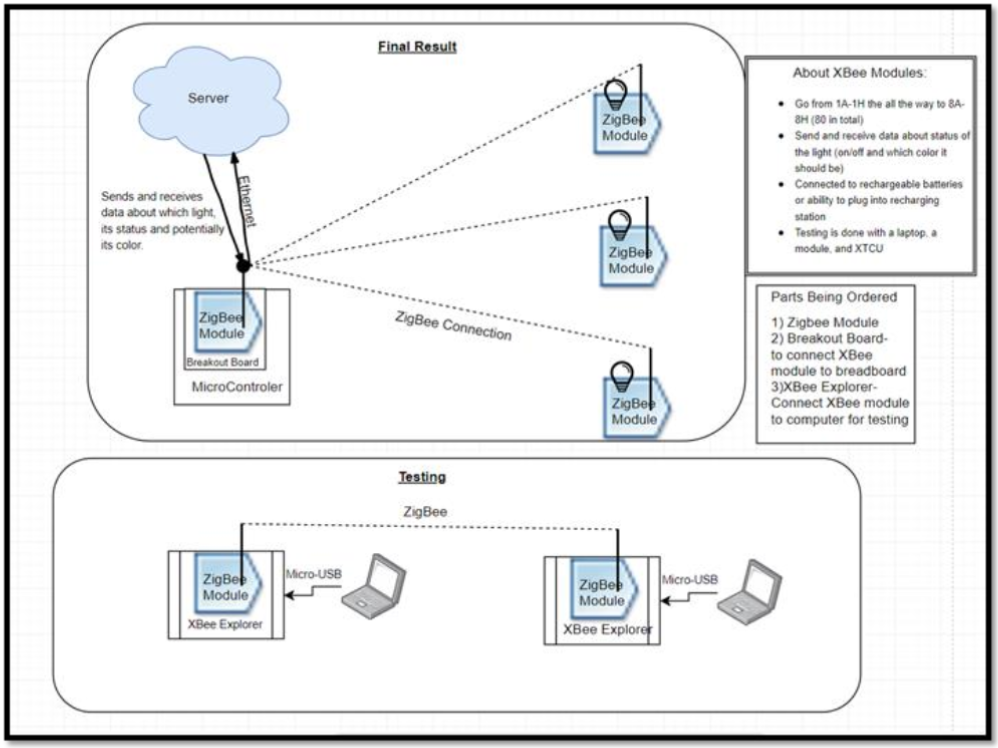 Final Result
Server
Sends and receives
data about which light,
its status and potentially
its color.
Ethernet
ZigBee
Module
Breakout Board
MicroControler
ZigBee Connection
ZigBee
Module
ZigBee
Module
ZigBee
Module
About XBee Modules:
Go from 1A-1H the all the way to 8A-
8H (80 in total)
Send and receive data about status of
the light (on/off and which color it
should be)
Connected to rechargeable batteries
or ability to plug into recharging
station
Testing is done with a laptop, a
module, and XTCU
Parts Being Ordered
1) Zigbee Module
2) Breakout Board-
to connect XBee
module to breadboard
3)XBee Explorer-
Connect XBee module
to computer for testing
Testing
ZigBee
ZigBee
Module
XBee Explorer
Micro-USB
ZigBee
Module
XBee Explorer
Micro-USB